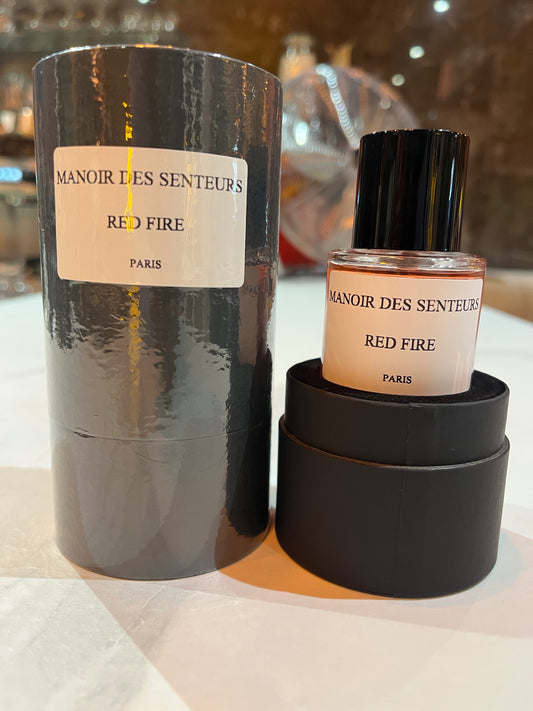 MANOIR DES SENTEURS
RED FIRE
PARIS
MANOIR DES SENTEURS
RED FIRE
PARIS